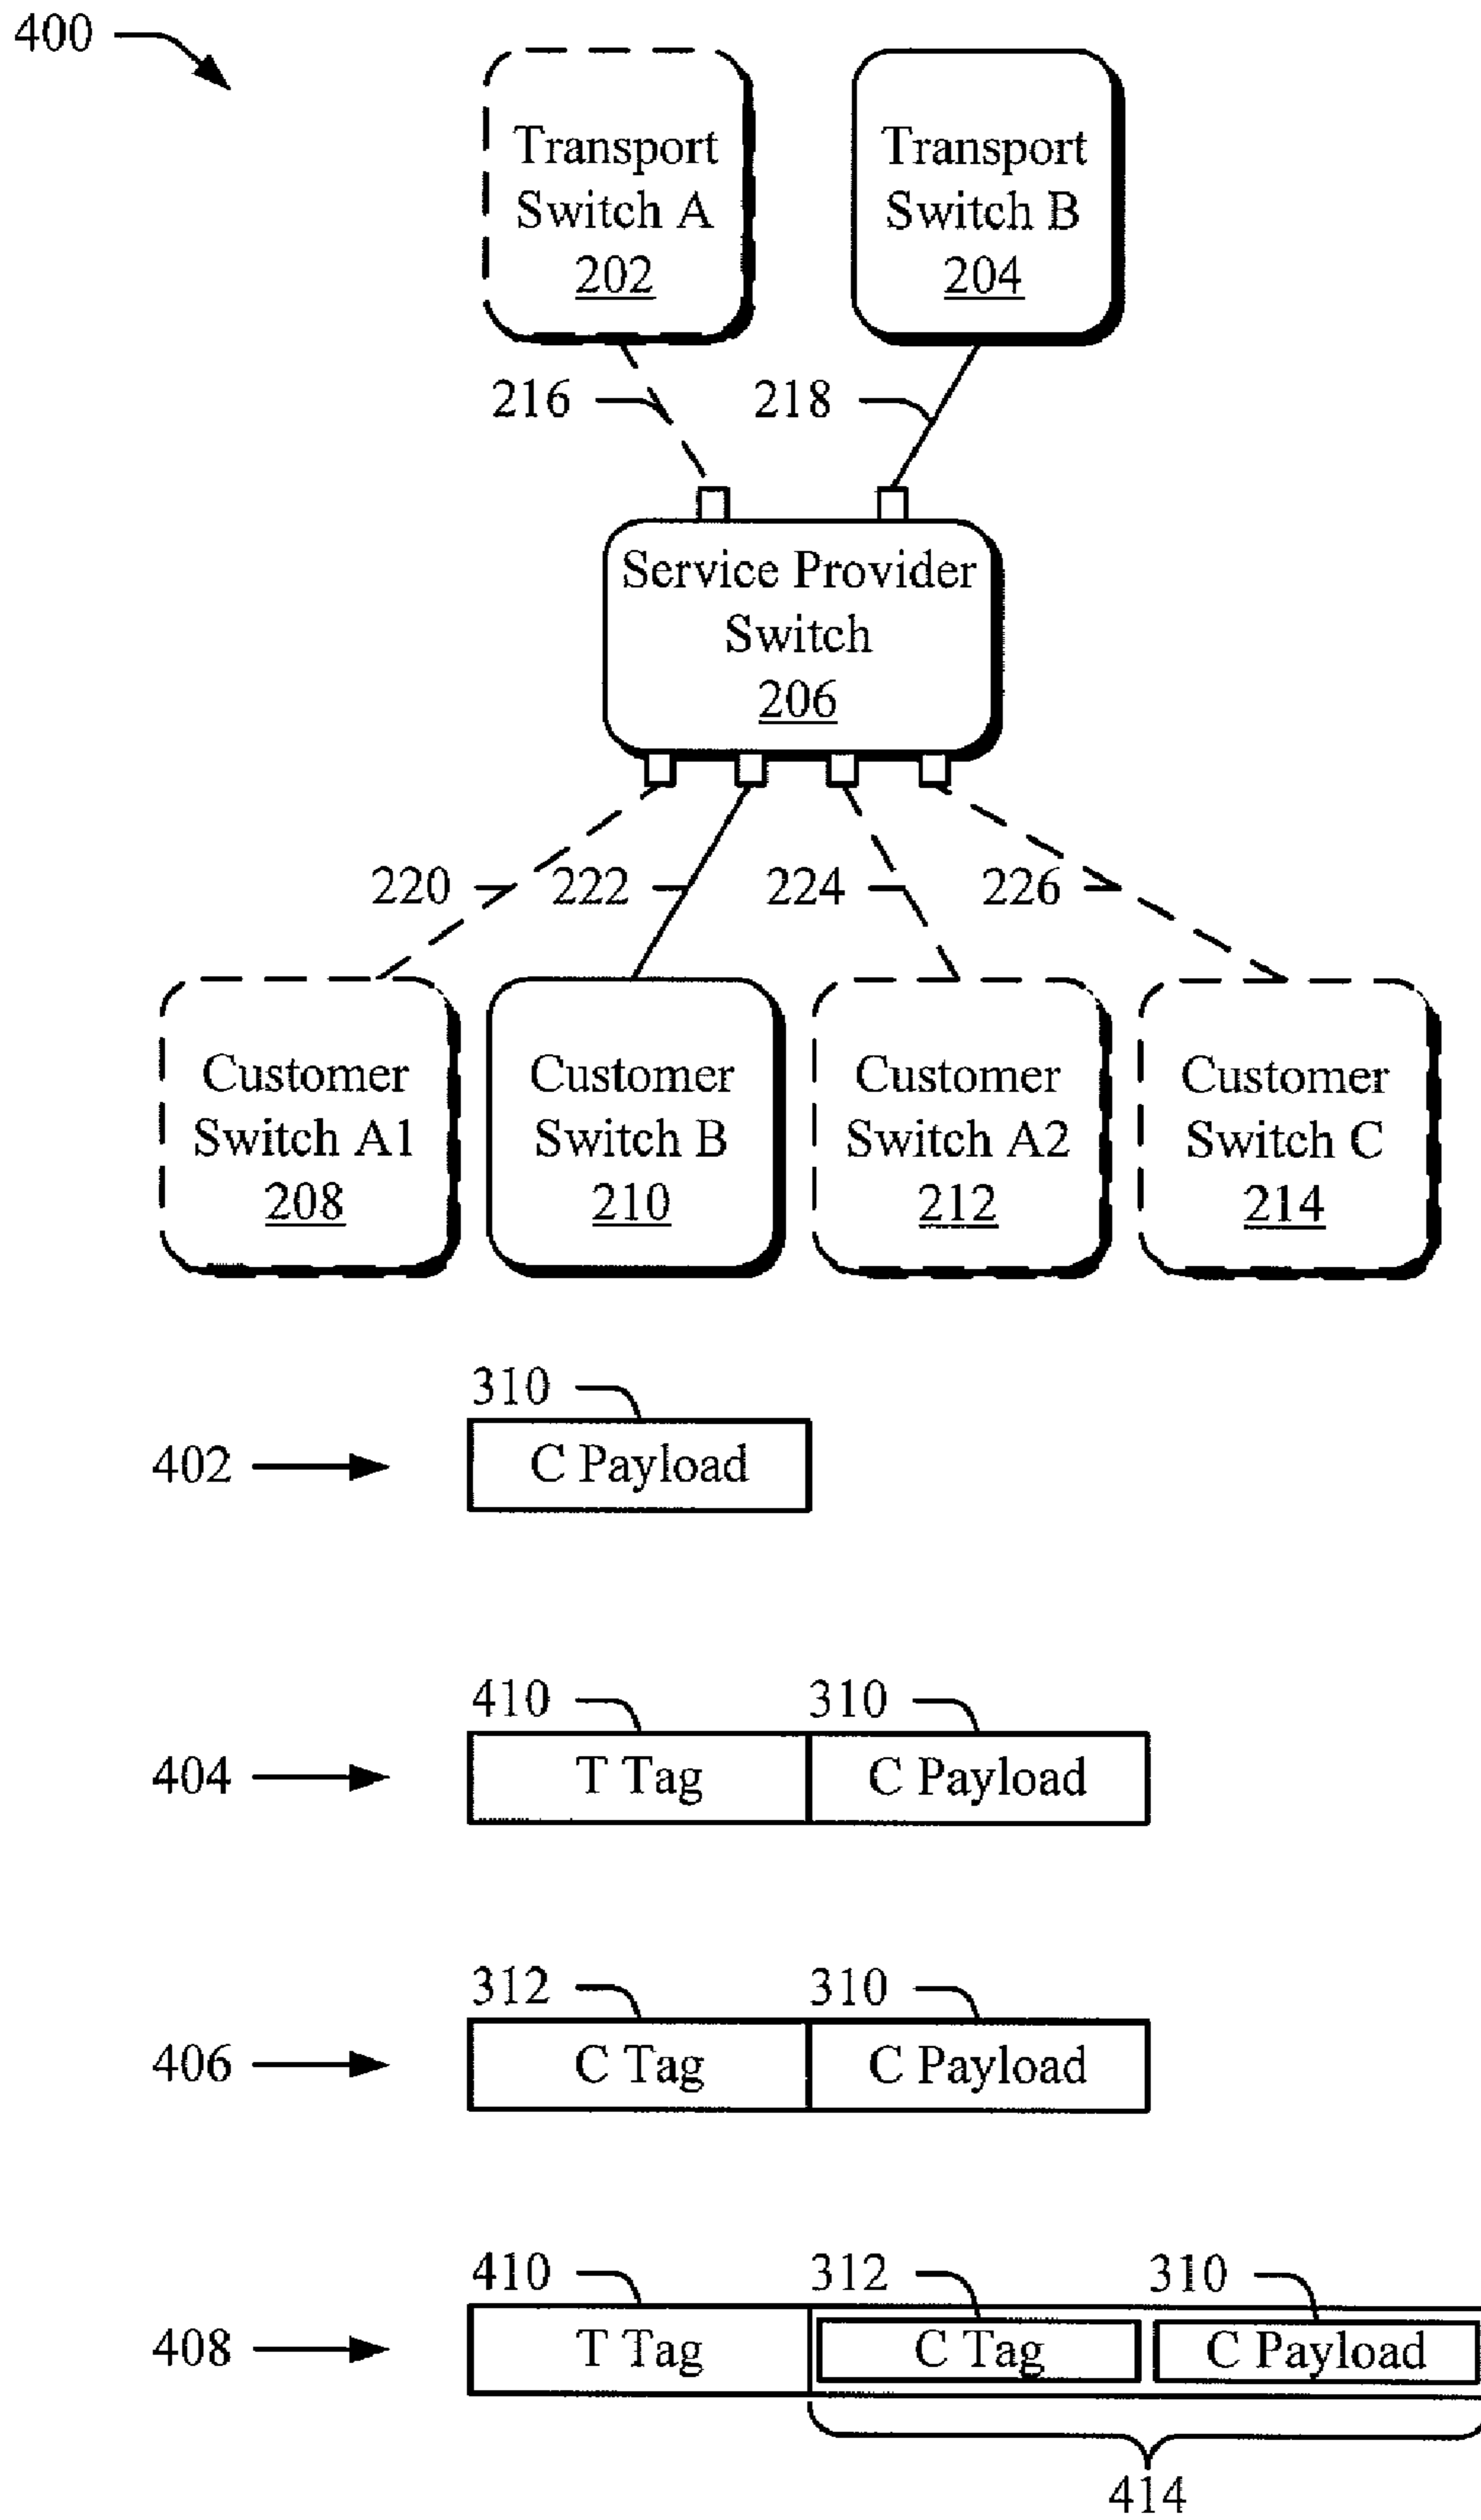 400
Transport
Switch A
202
Transport
Switch B
204
216
218
Service Provider
Switch
206
220
222
224
226
Customer
Switch A1
208
Customer
Switch B
210
Customer
Switch A2
212
Customer
Switch C
214
310
402
C Payload
410
310
404
T Tag
C Payload
312
310
406
C Tag
C Payload
410
312
310
408
T Tag
C Tag
C Payload
414